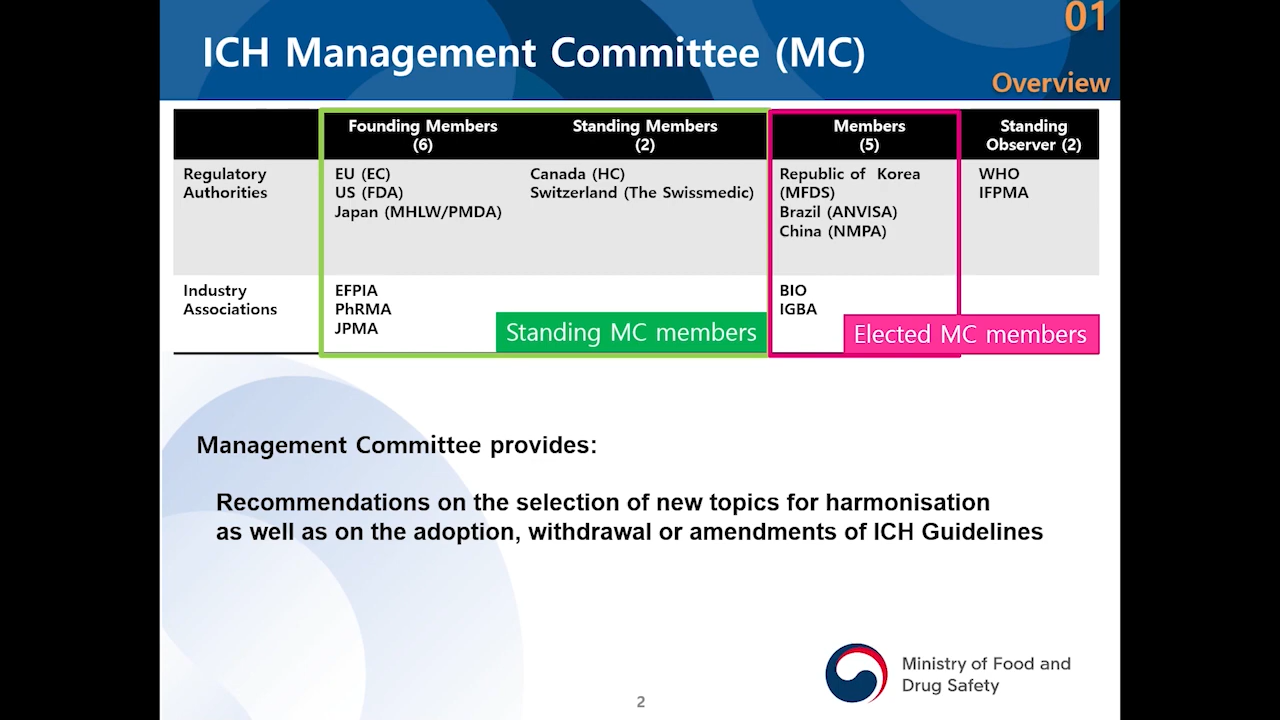 01
ICH Management Committee (MC)
Overview
Founding Members
(6)
Standing Members
(2)
Members
(5)
Standing
Observer (2)
Regulatory
Authorities
EU (EC)
US (FDA)
Japan (MHLW/PMDA)
Canada (HC)
Switzerland (The Swissmedic)
Republic of Korea
(MFDS)
Brazil (ANVISA)
China (NMPA)
WHO
IFPMA
Industry
Associations
EFPIA
PhRMA
JPMA
BIO
IGBA
Standing MC members
Elected MC members
Management Committee provides:
Recommendations on the selection of new topics for harmonisation
as well as on the adoption, withdrawal or amendments of ICH Guidelines
Ministry of Food and
Drug Safety
2